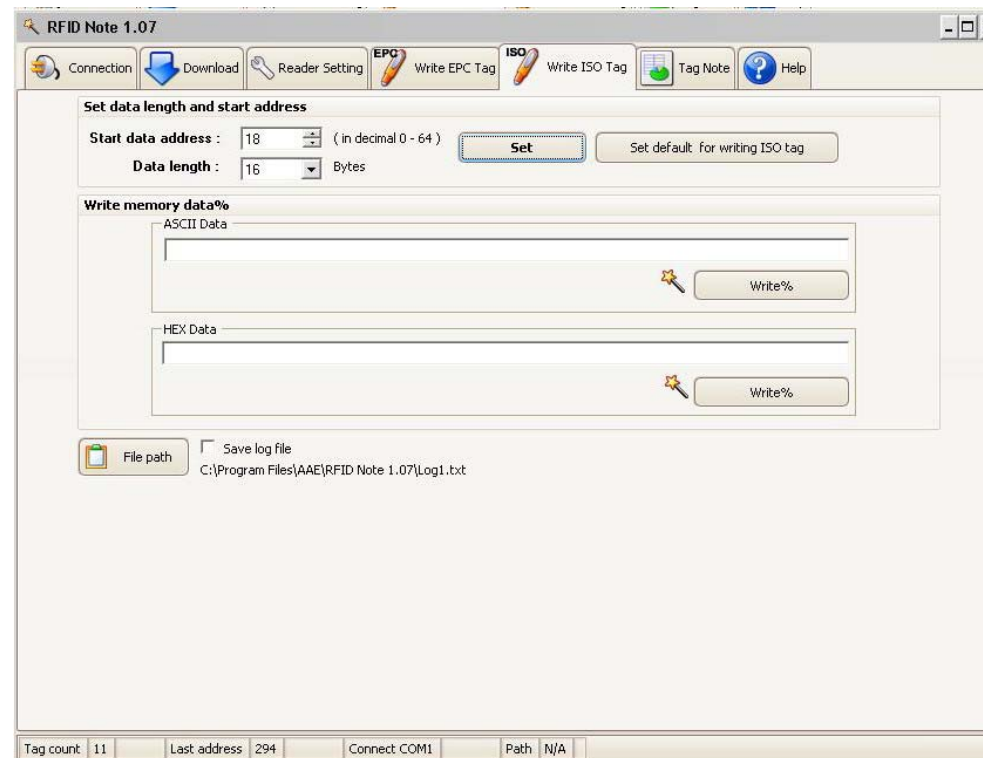 RFID Note 1.07
Connection Download Reader Setting EPC Write EPC Tag ISO Write ISO Tag Tag Note ? Help
Set data length and start address
Start data address : 18 ( in decimal 0 - 64 ) Set Set default for writing ISO tag
Data length : 16 Bytes
Write memory data%
ASCII Data
Write%
HEX Data
Write%
File path Save log file
C:\Program Files\AAE\RFID Note 1.07\Log1.txt
Tag count 11 Last address 294 Connect COM1 Path N/A